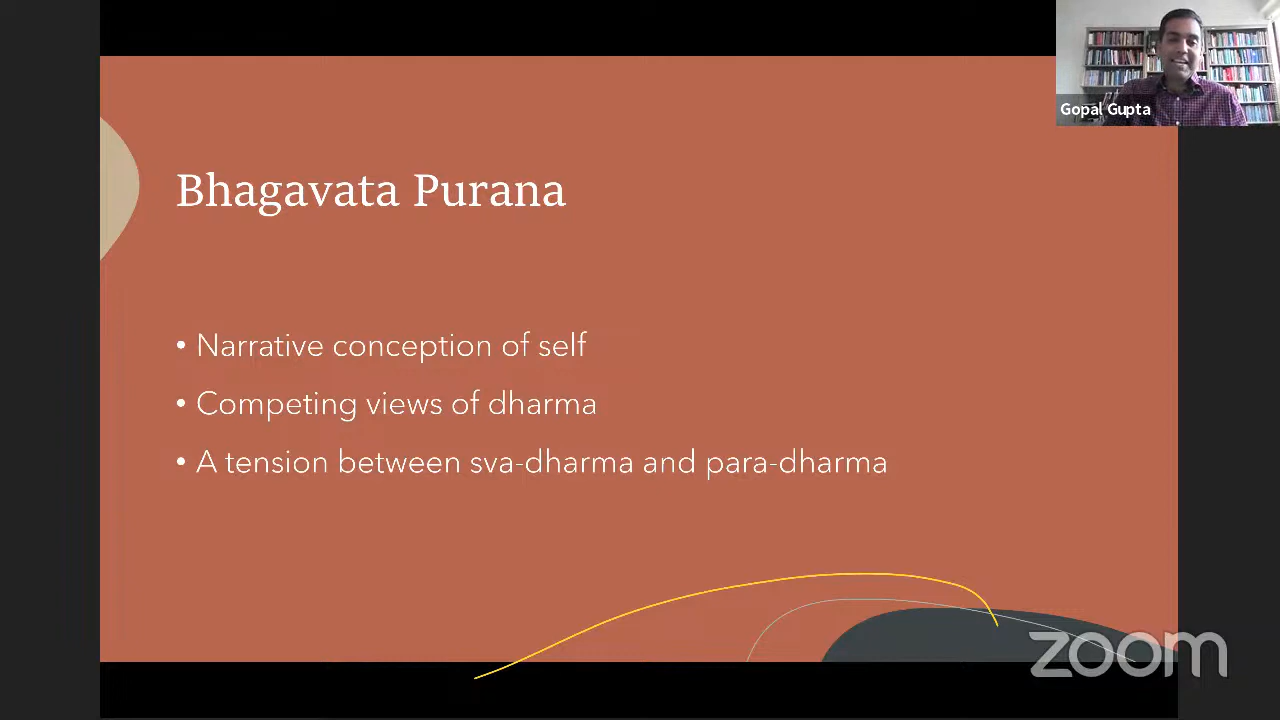 Gopal Gupta
Bhagavata Purana
• Narrative conception of self
• Competing views of dharma
• A tension between sva-dharma and para-dharma
zoom